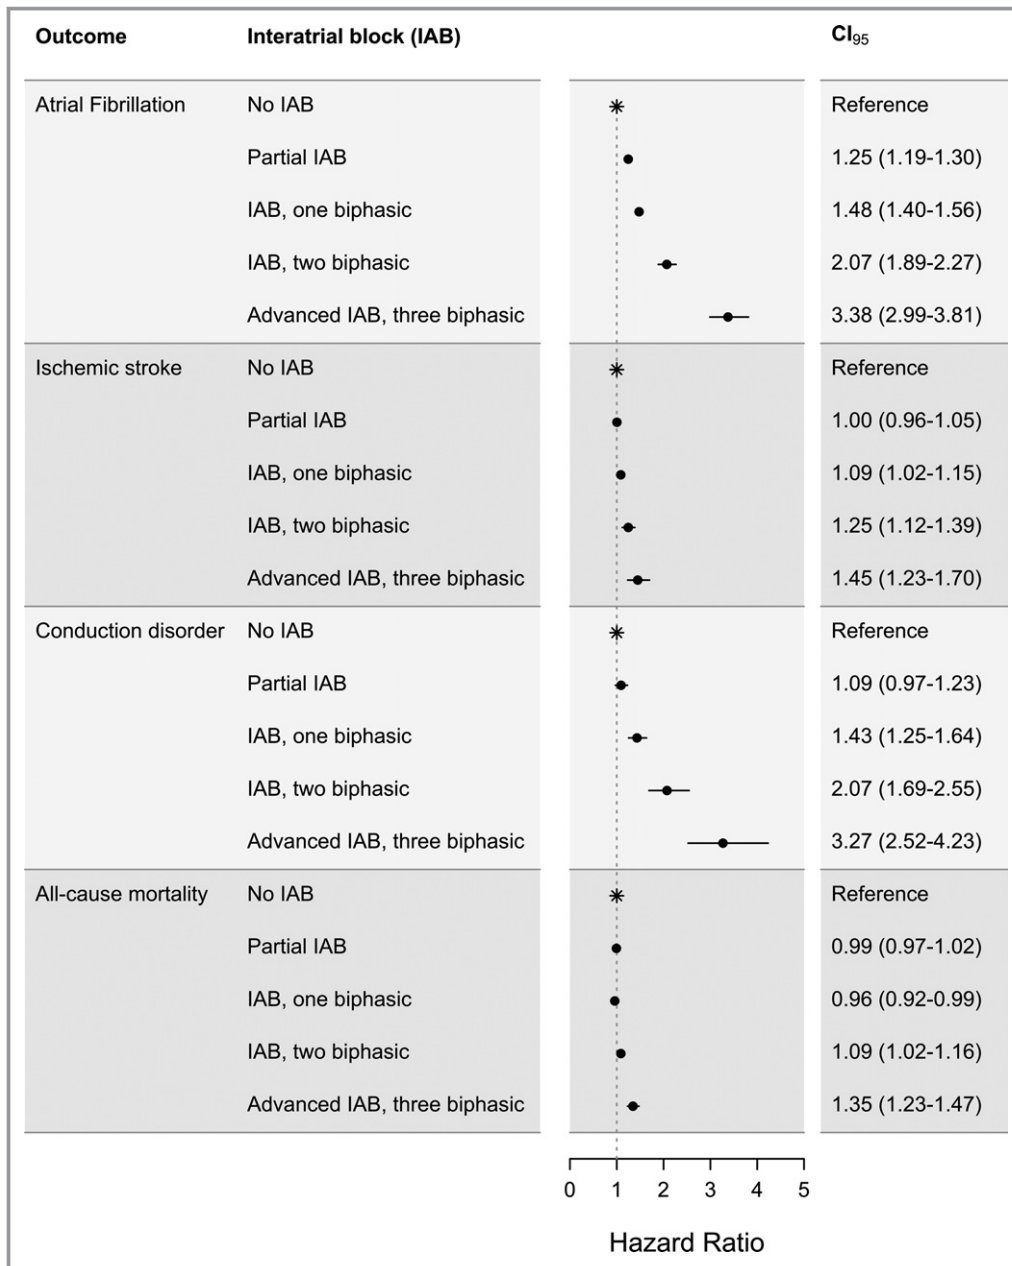 Outcome Interatrial block (IAB) CI95
Atrial Fibrillation No IAB Reference
Partial IAB 1.25 (1.19-1.30)
IAB, one biphasic 1.48 (1.40-1.56)
IAB, two biphasic 2.07 (1.89-2.27)
Advanced IAB, three biphasic 3.38 (2.99-3.81)
Ischemic stroke No IAB Reference
Partial IAB 1.00 (0.96-1.05)
IAB, one biphasic 1.09 (1.02-1.15)
IAB, two biphasic 1.25 (1.12-1.39)
Advanced IAB, three biphasic 1.45 (1.23-1.70)
Conduction disorder No IAB Reference
Partial IAB 1.09 (0.97-1.23)
IAB, one biphasic 1.43 (1.25-1.64)
IAB, two biphasic 2.07 (1.69-2.55)
Advanced IAB, three biphasic 3.27 (2.52-4.23)
All-cause mortality No IAB Reference
Partial IAB 0.99 (0.97-1.02)
IAB, one biphasic 0.96 (0.92-0.99)
IAB, two biphasic 1.09 (1.02-1.16)
Advanced IAB, three biphasic 1.35 (1.23-1.47)
0 1 2 3 4 5
Hazard Ratio